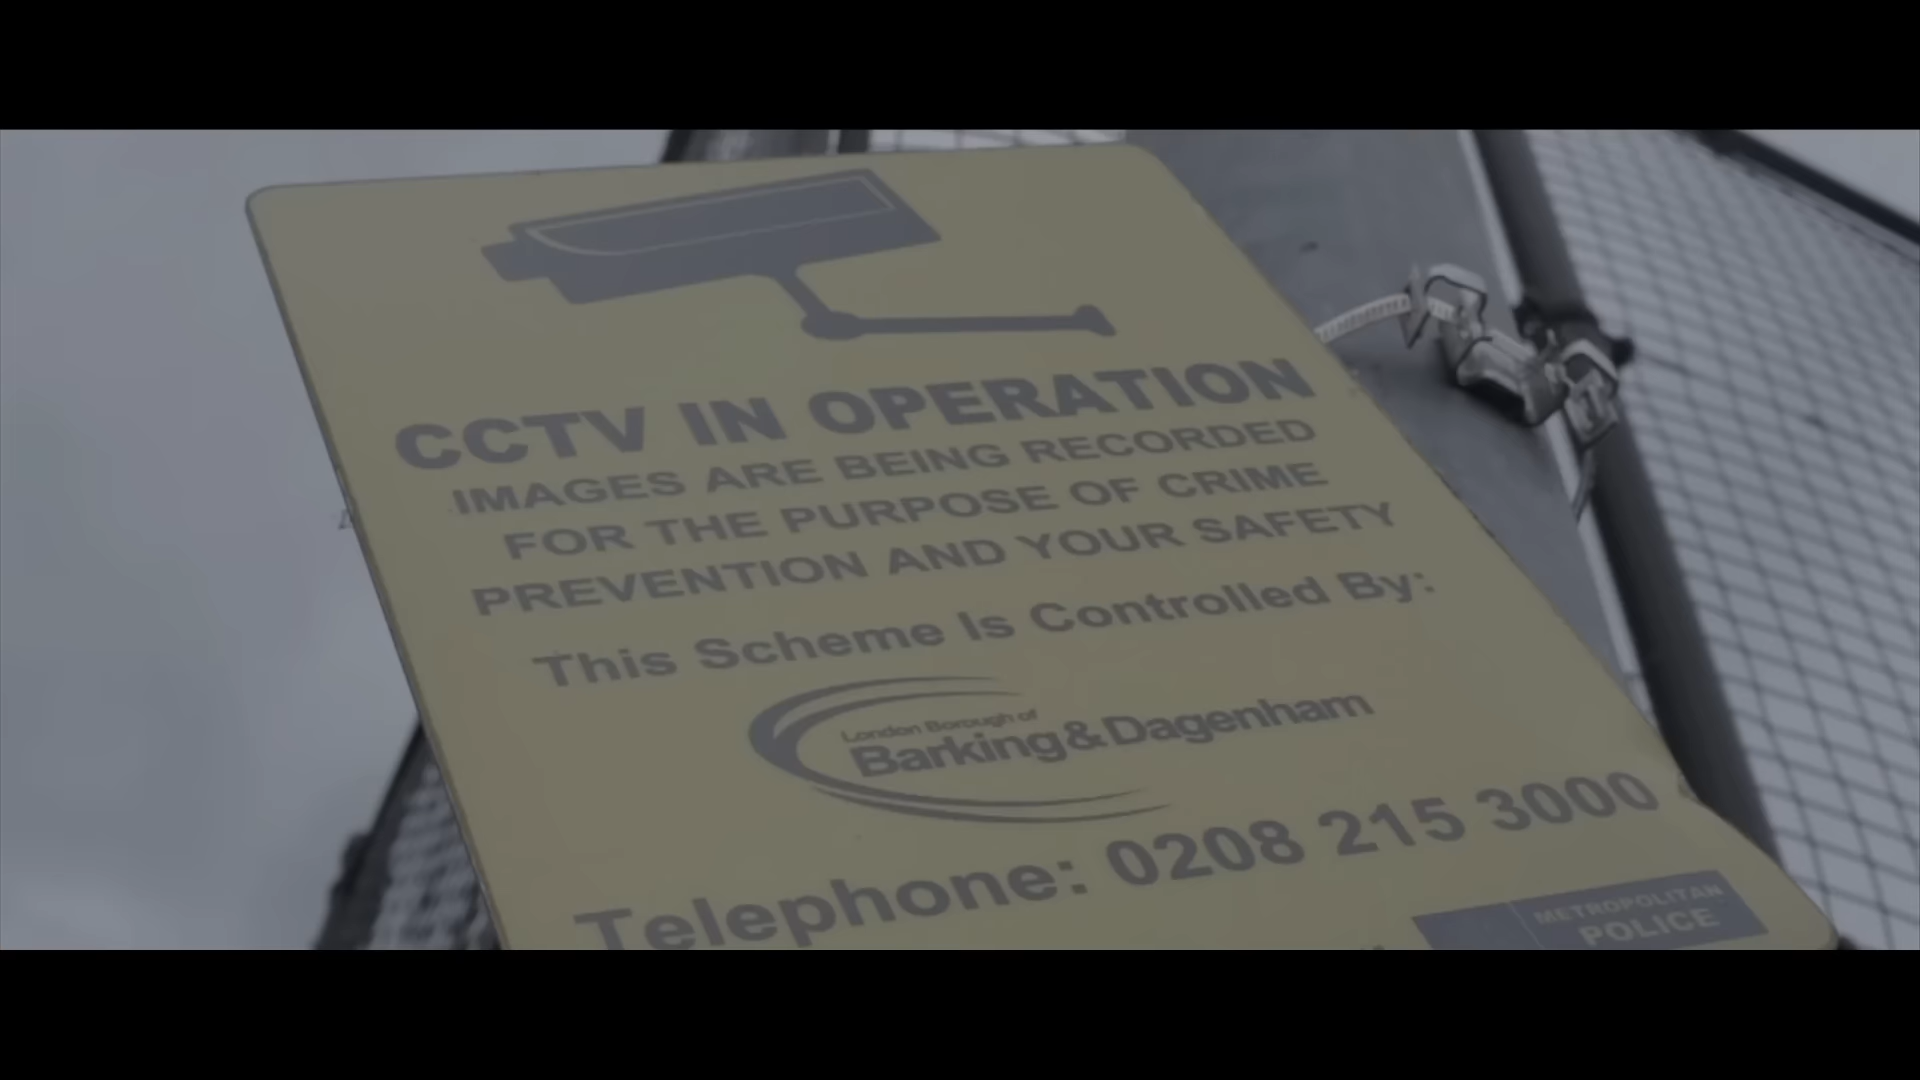 CCTV IN OPERATION
IMAGES ARE BEING RECORDED
FOR THE PURPOSE OF CRIME
PREVENTION AND YOUR SAFETY
This Scheme Is Controlled By:
London Borough of
Barking&Dagenham
Telephone: 0208 215 3000
METROPOLITAN
POLICE